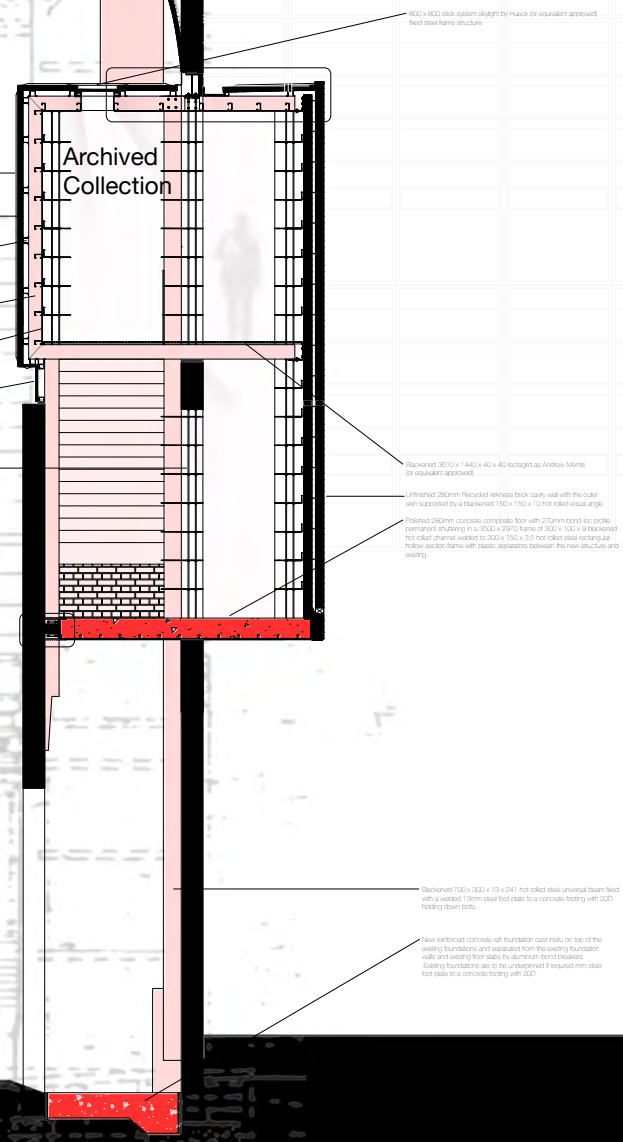 800 x 800 stick system skylight by Hueck (or equivalent approved)
fixed steel frame structure.
Archived
Collection
Blackened 3610 x 1440 x 40 x 40 rectagrid as Andrew Merritts
(or equivalent approved)
Unfinished 280mm Recycled kirkness brick cavity wall with the outer
skin supported by a blackened 150 x 150 x 10 hot rolled equal angle.
Polished 280mm concrete composite floor with 270mm bond-loc profile
permanent shuttering in a 3500 x 2970 frame of 300 x 100 x 9 blackened
hot rolled channel welded to 200 x 150 x 3.5 hot rolled steel rectangular
hollow section frame with plastic separators between the new structure and
existing.
Blackened 700 x 300 x 13 x 241 hot rolled steel universal beam fixed
with a welded 13mm steel foot plate to a concrete footing with 20D
holding down bolts.
New reinforced concrete raft foundation cast insitu on top of the
existing foundations and separated from the existing foundation
walls and existing floor slabs by aluminum bond breakers.
Existing foundations are to be underpinned if required.mm steel
foot plate to a concrete footing with 20D